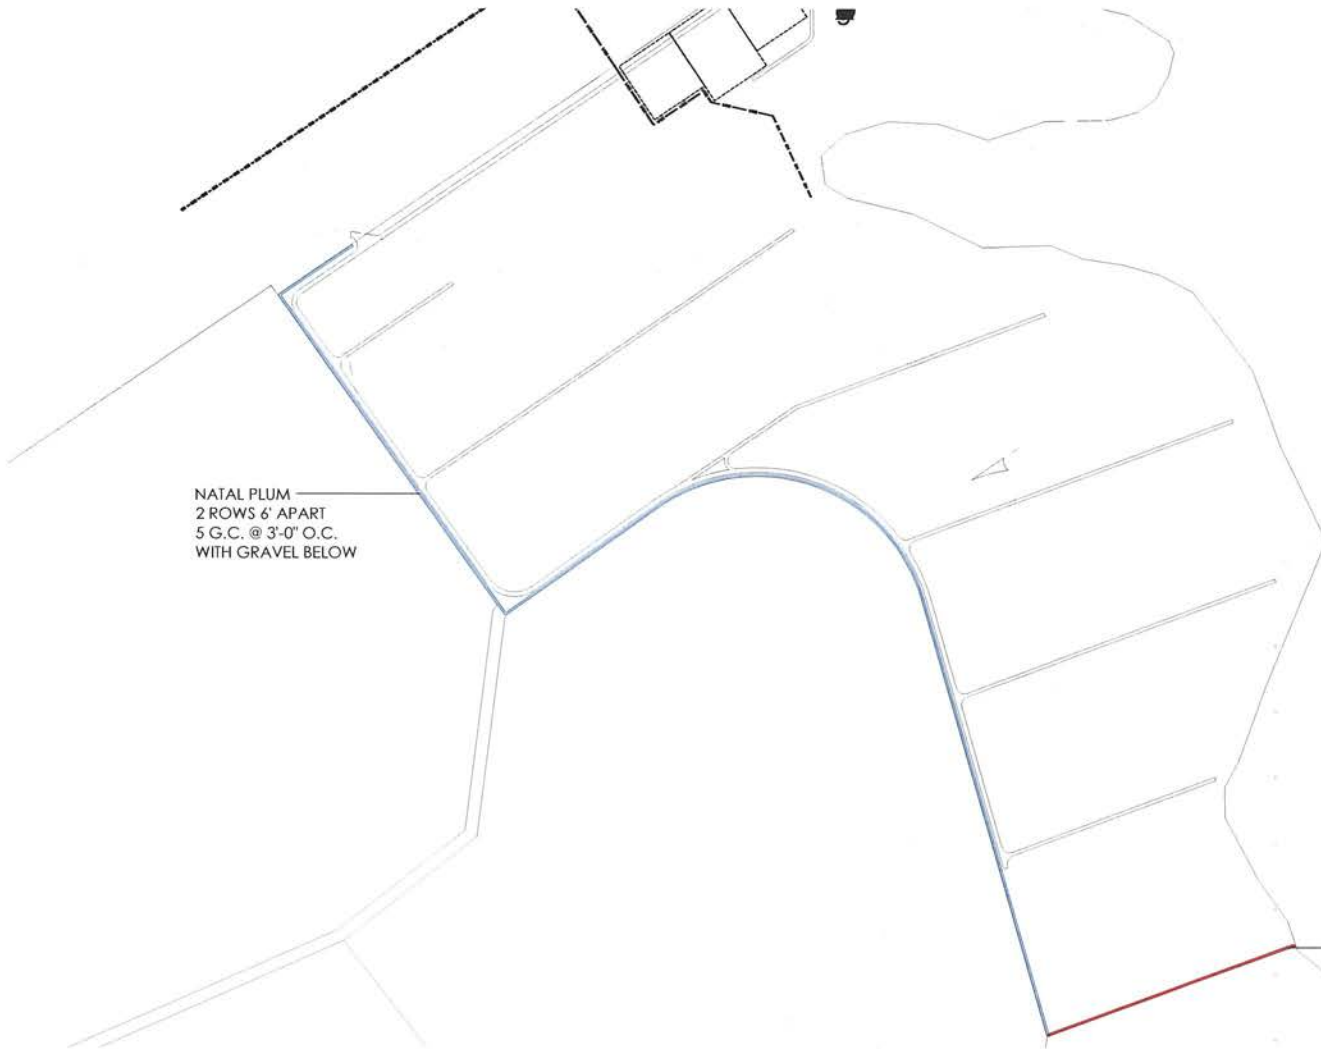 NATAL PLUM
2 ROWS 6' APART
5 G.C. @ 3'-0" O.C.
WITH GRAVEL BELOW